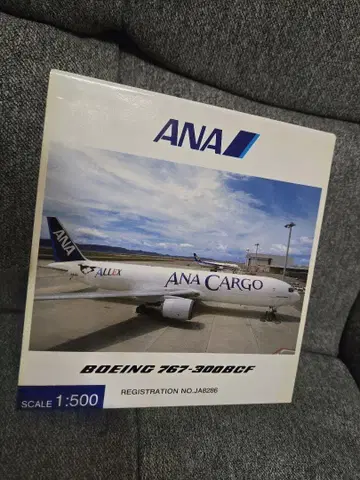 ANA
ANA
ALLEX
ANA CARGO
BOEING 767-300BCF
REGISTRATION NO.JA8286
SCALE 1:500